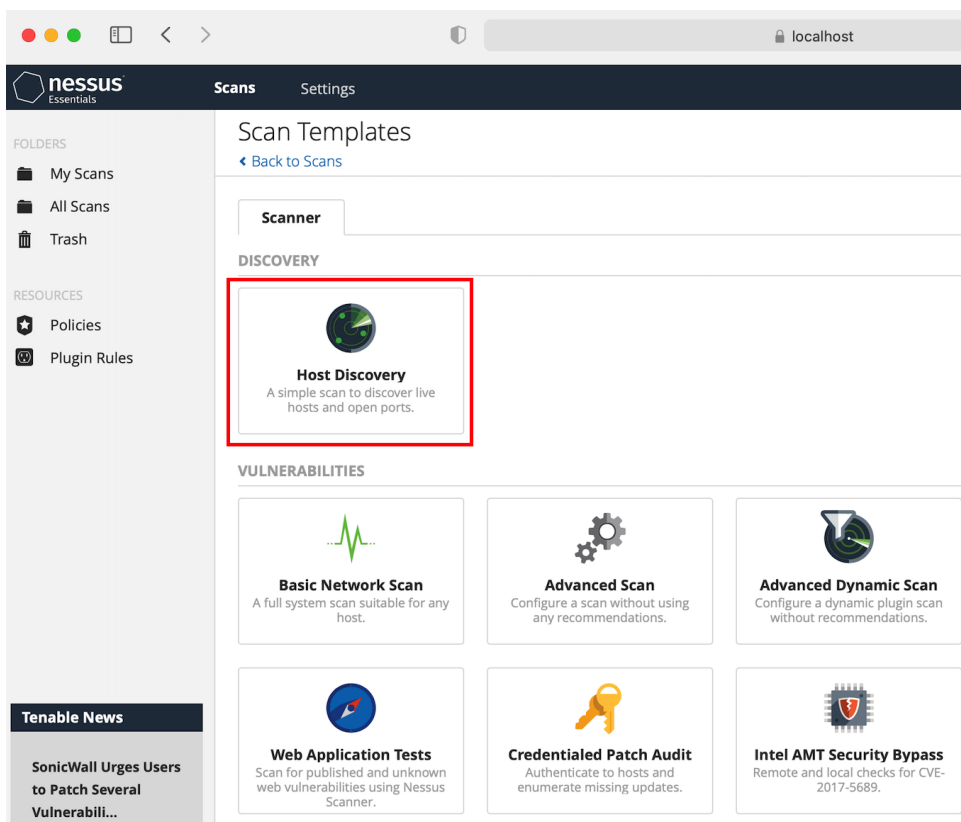 localhost
nessus
Essentials
Scans
Settings
FOLDERS
My Scans
All Scans
Trash
RESOURCES
Policies
Plugin Rules
Tenable News
SonicWall Urges Users
to Patch Several
Vulnerabili...
Scan Templates
Back to Scans
Scanner
DISCOVERY
Host Discovery
A simple scan to discover live
hosts and open ports.
VULNERABILITIES
Basic Network Scan
A full system scan suitable for any
host.
Advanced Scan
Configure a scan without using
any recommendations.
Advanced Dynamic Scan
Configure a dynamic plugin scan
without recommendations.
Web Application Tests
Scan for published and unknown
web vulnerabilities using Nessus
Scanner.
Credentialed Patch Audit
Authenticate to hosts and
enumerate missing updates.
Intel AMT Security Bypass
Remote and local checks for CVE-
2017-5689.